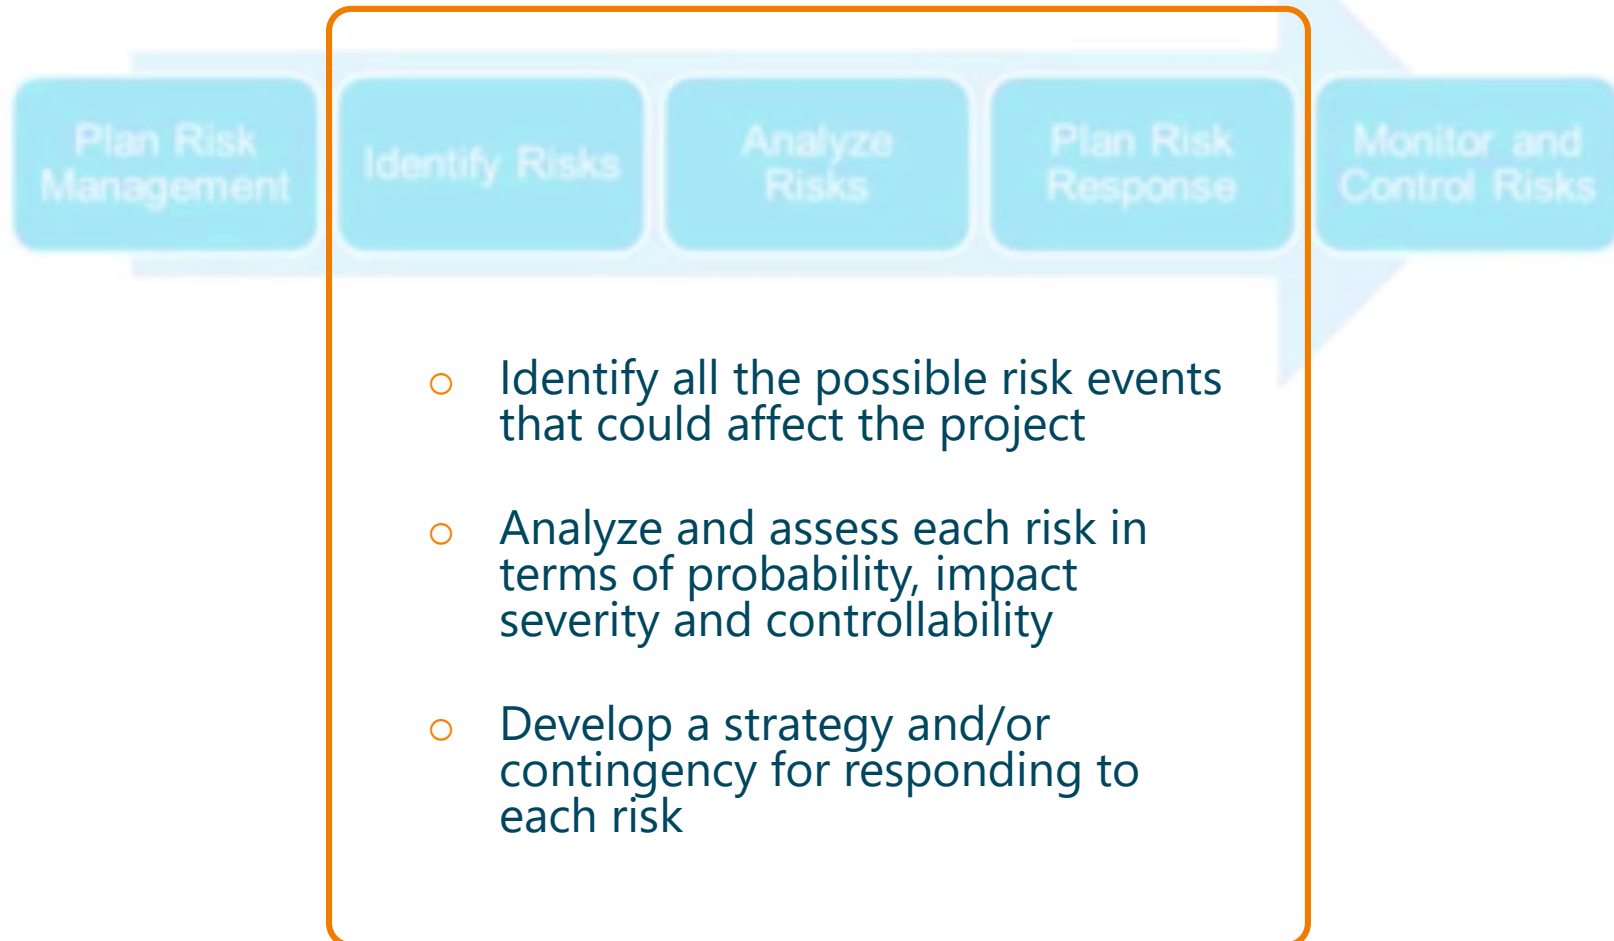 Plan Risk
Management
Identify Risks
Analyze
Risks
Plan Risk
Response
Monitor and
Control Risks
o Identify all the possible risk events
that could affect the project
o Analyze and assess each risk in
terms of probability, impact
severity and controllability
o Develop a strategy and/or
contingency for responding to
each risk